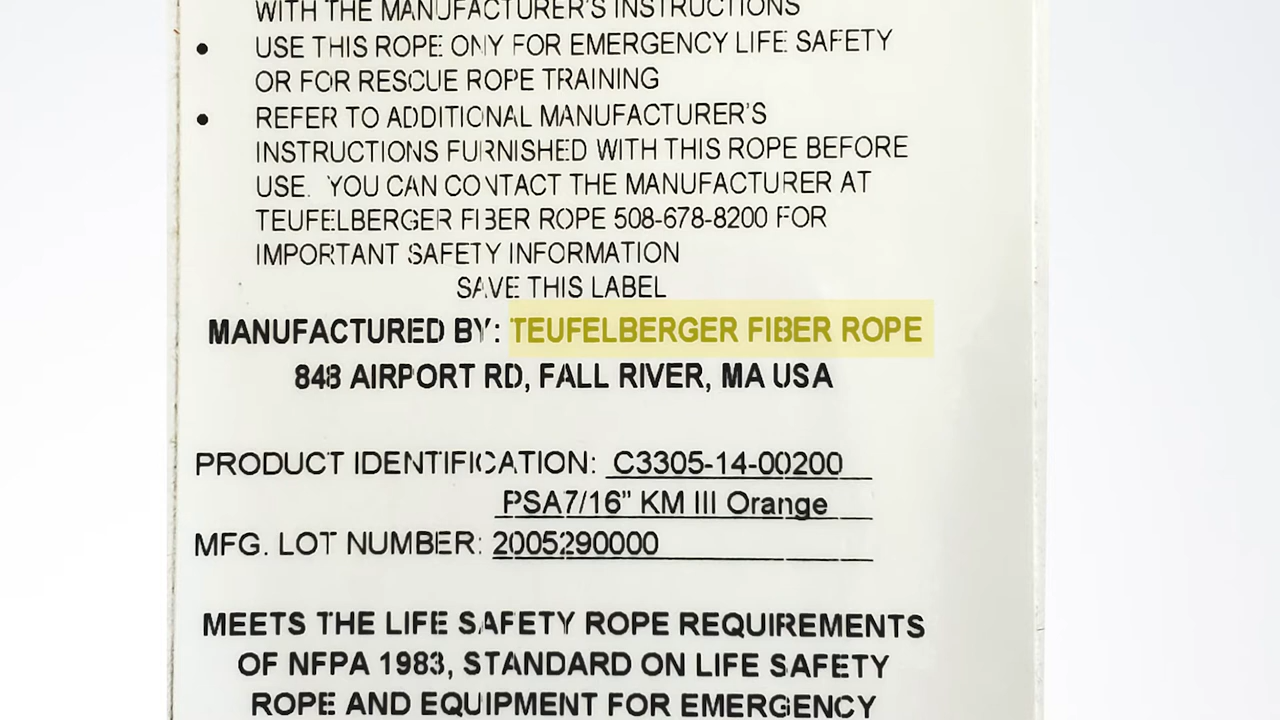 WITH THE MANUFACTURER'S INSTRUCTIONS
• USE THIS ROPE ONY FOR EMERGENCY LIFE SAFETY
OR FOR RESCUE ROPE TRAINING
• REFER TO ADDITIONAL MANUFACTURER'S
INSTRUCTIONS FURNISHED WITH THIS ROPE BEFORE
USE. YOU CAN CONTACT THE MANUFACTURER AT
TEUFELBERGER FIBER ROPE 508-678-8200 FOR
IMPORTANT SAFETY INFORMATION
SAVE THIS LABEL
MANUFACTURED BY: TEUFELBERGER FIBER ROPE
848 AIRPORT RD, FALL RIVER, MA USA
PRODUCT IDENTIFICATION: C3305-14-00200
PSA7/16" KM III Orange
MFG. LOT NUMBER: 2005290000
MEETS THE LIFE SAFETY ROPE REQUIREMENTS
OF NFPA 1983, STANDARD ON LIFE SAFETY
ROPE AND EQUIPMENT FOR EMERGENCY